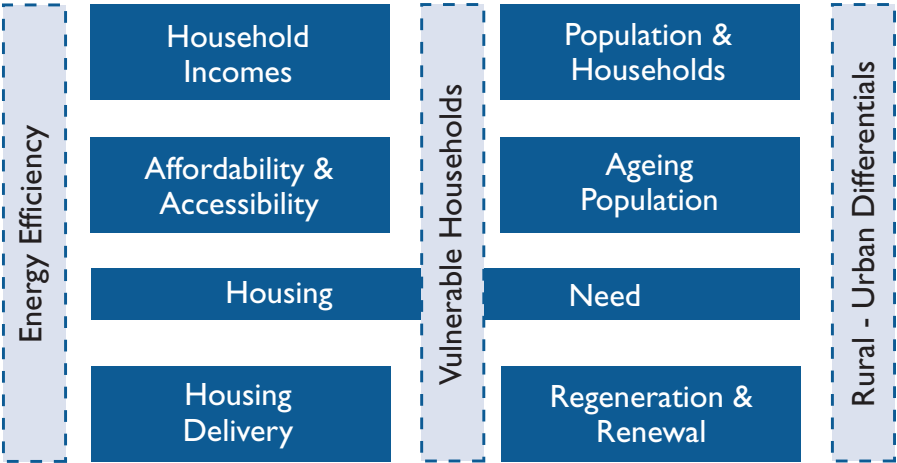 Energy Efficiency
Household
Incomes
Affordability &
Accessibility
Housing
Housing
Delivery
Vulnerable Households
Population &
Households
Ageing
Population
Need
Regeneration &
Renewal
Rural - Urban Differentials